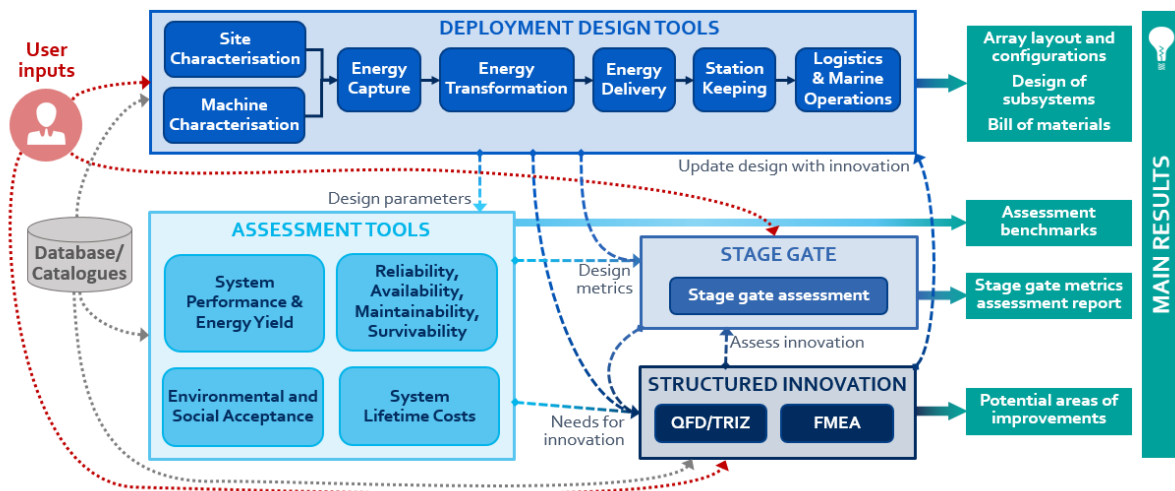 User
inputs
DEPLOYMENT DESIGN TOOLS
Site
Characterisation
Machine
Characterisation
Energy
Capture
Energy
Transformation
Energy
Delivery
Station
Keeping
Logistics
& Marine
Operations
Array layout and
configurations
Design of
subsystems
Bill of materials
MAIN RESULTS
Update design with innovation
Design parameters
Database/
Catalogues
ASSESSMENT TOOLS
System
Performance &
Energy Yield
Reliability,
Availability,
Maintainability,
Survivability
Environmental and
Social Acceptance
System
Lifetime Costs
Assessment
benchmarks
Design
metrics
STAGE GATE
Stage gate assessment
Stage gate metrics
assessment report
Assess innovation
Needs for
innovation
STRUCTURED INNOVATION
QFD/TRIZ
FMEA
Potential areas of
improvements